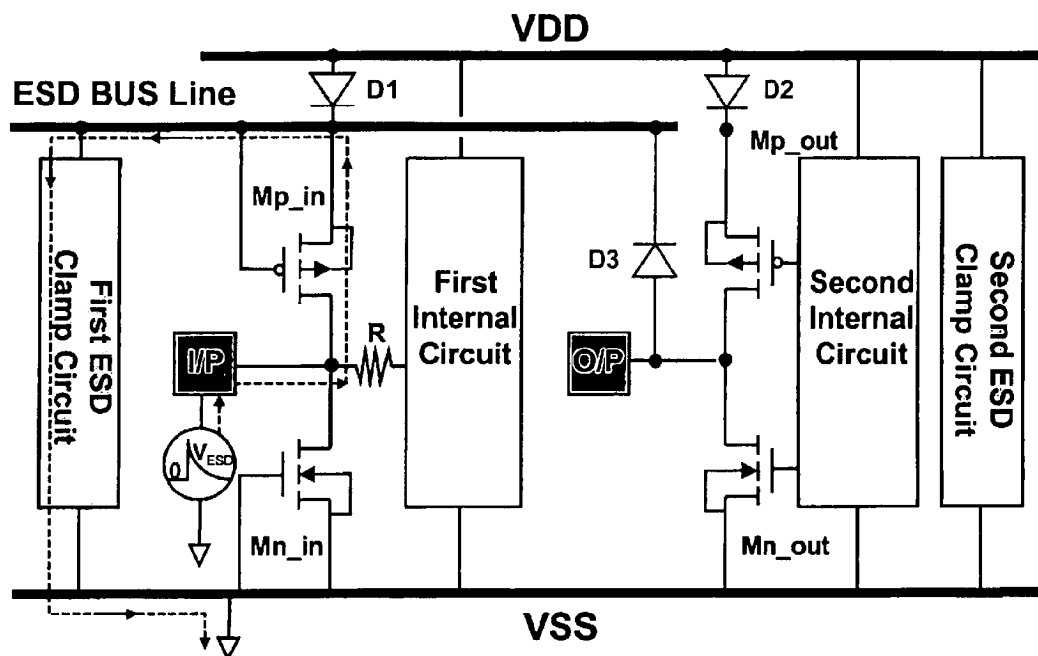 VDD
D1
D2
ESD BUS Line
Mp_out
Mp_in
First ESD
Clamp Circuit
D3
First
Internal
Circuit
Second
Internal
Circuit
Second ESD
Clamp Circuit
R
I/P
O/P
0
VESD
Mn_in
Mn_out
VSS